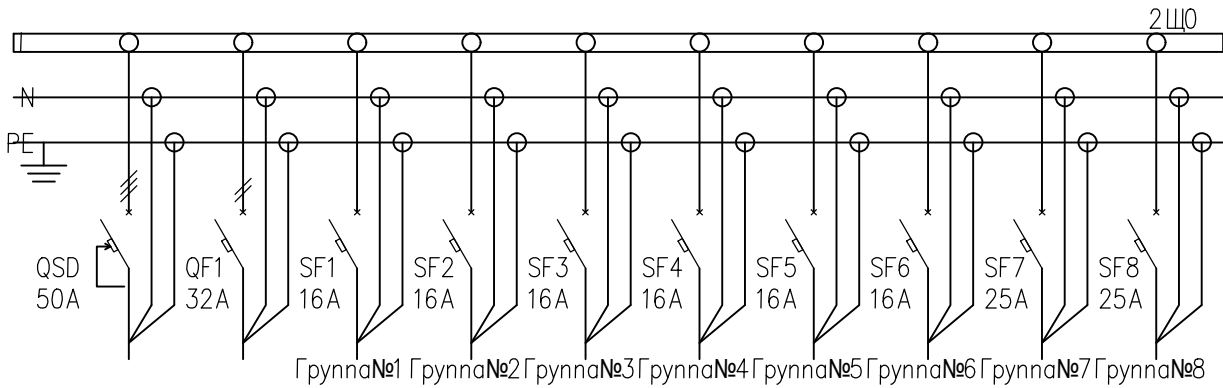 2ЩО
N
PE
QSD QF1 SF1 SF2 SF3 SF4 SF5 SF6 SF7 SF8
50А 32А 16А 16А 16А 16А 16А 16А 25А 25А
Группа№1 Группа№2 Группа№3 Группа№4 Группа№5 Группа№6 Группа№7 Группа№8